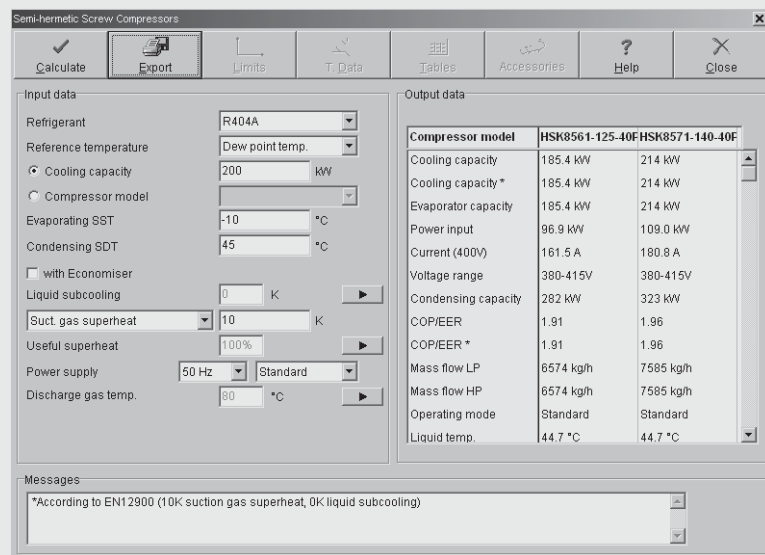 Semi-hermetic Screw Compressors
Calculate Export Limits T. Data Tables Accessories Help Close
Input data
Refrigerant R404A
Reference temperature Dew point temp.
Cooling capacity 200 kW
Compressor model
Evaporating SST -10 °C
Condensing SDT 45 °C
with Economiser
Liquid subcooling 0 K
Suct. gas superheat 10 K
Useful superheat 100%
Power supply 50 Hz Standard
Discharge gas temp. 80 °C
Output data
Compressor model HSK8561-125-40P HSK8571-140-40P
Cooling capacity 185.4 kW 214 kW
Cooling capacity * 185.4 kW 214 kW
Evaporator capacity 185.4 kW 214 kW
Power input 96.9 kW 109.0 kW
Current (400V) 161.5 A 180.8 A
Voltage range 380-415V 380-415V
Condensing capacity 282 kW 323 kW
COP/EER 1.91 1.96
COP/EER * 1.91 1.96
Mass flow LP 6574 kg/h 7585 kg/h
Mass flow HP 6574 kg/h 7585 kg/h
Operating mode Standard Standard
Liquid temp. 44.7 °C 44.7 °C
Messages
*According to EN12900 (10K suction gas superheat, 0K liquid subcooling)